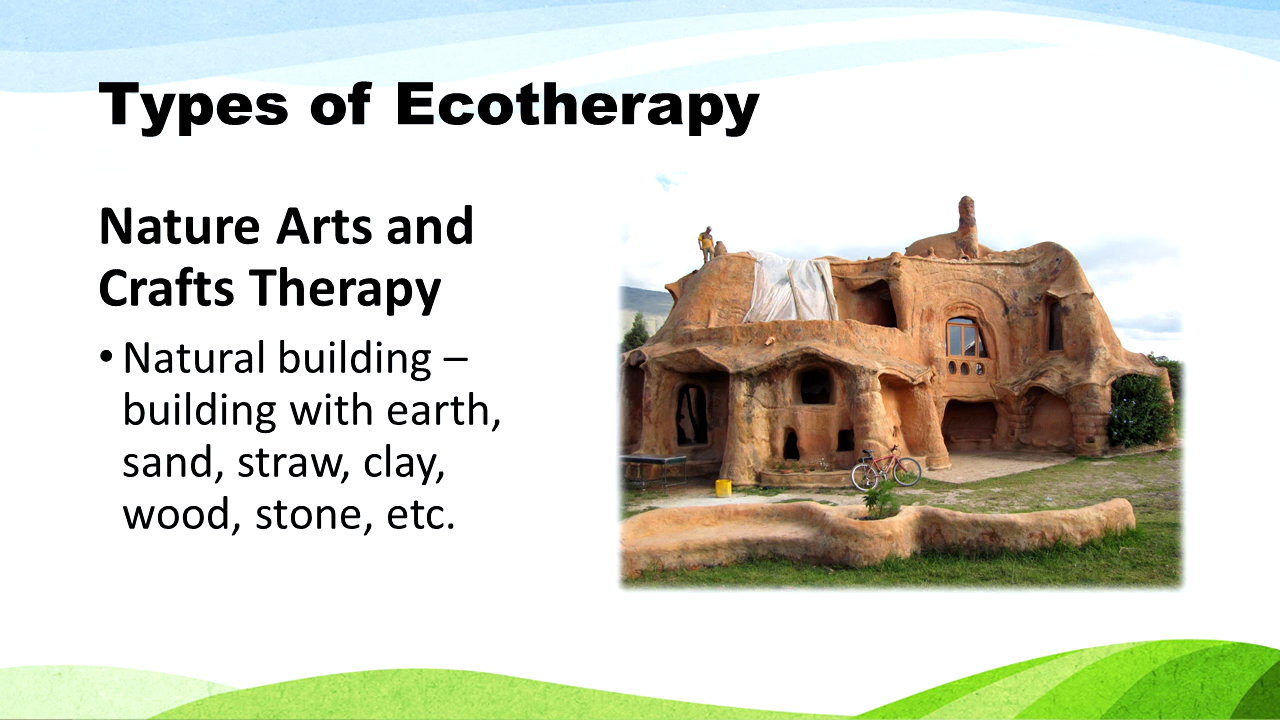 Types of Ecotherapy
Nature Arts and
Crafts Therapy
• Natural building –
building with earth,
sand, straw, clay,
wood, stone, etc.